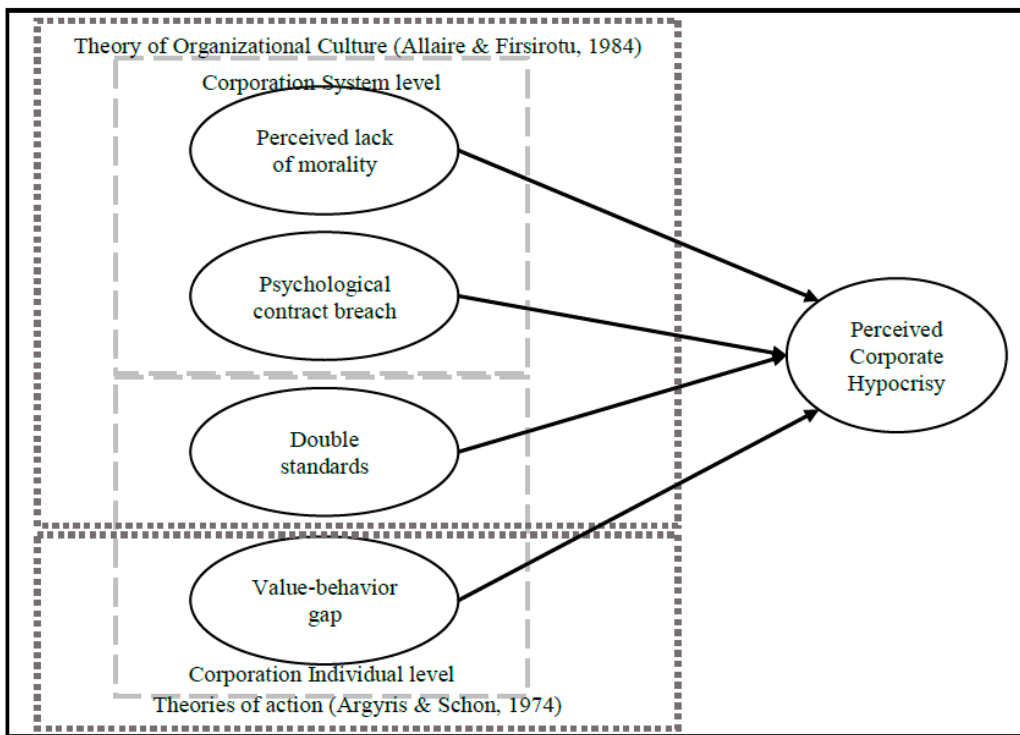 Theory of Organizational Culture (Allaire & Firsirotu, 1984)
Corporation System level
Perceived lack
of morality
Psychological
contract breach
Double
standards
Value-behavior
gap
Corporation Individual level
Theories of action (Argyris & Schon, 1974)
Perceived
Corporate
Hypocrisy